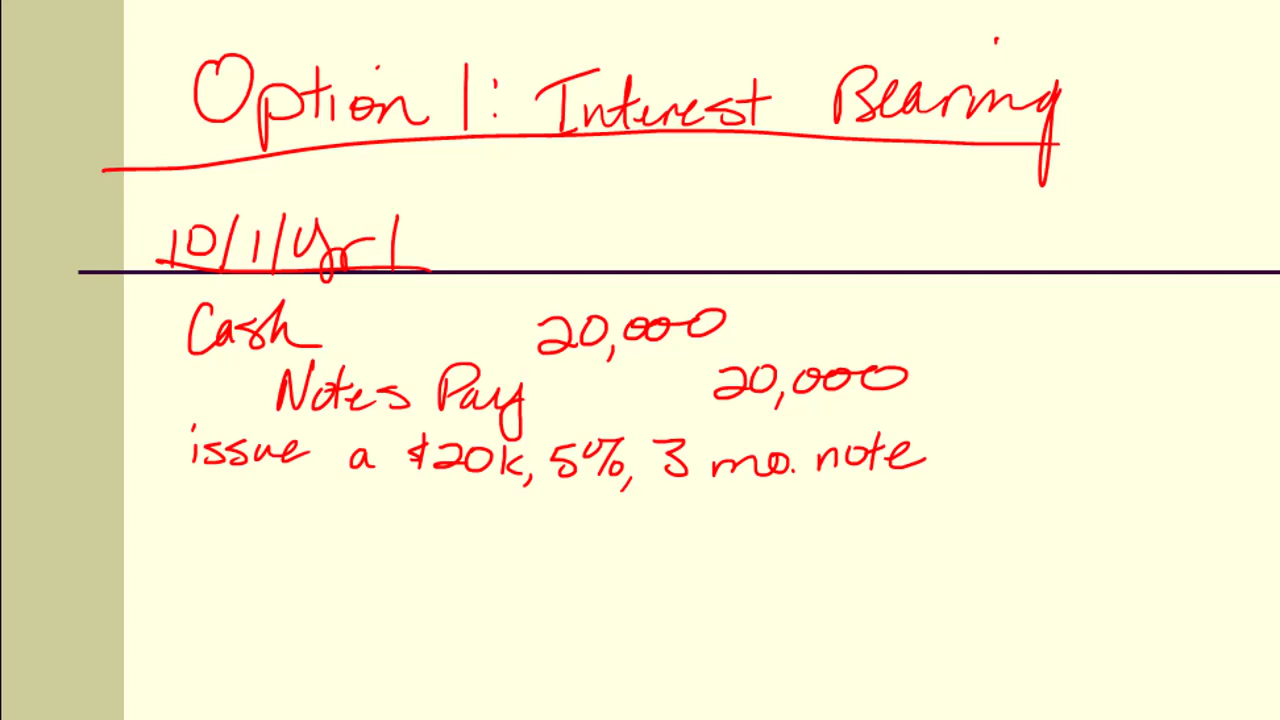 Option 1: Interest Bearing
10/1/Yr 1
Cash 20,000
Notes Pay 20,000
issue a $20k, 5%, 3 mo. note